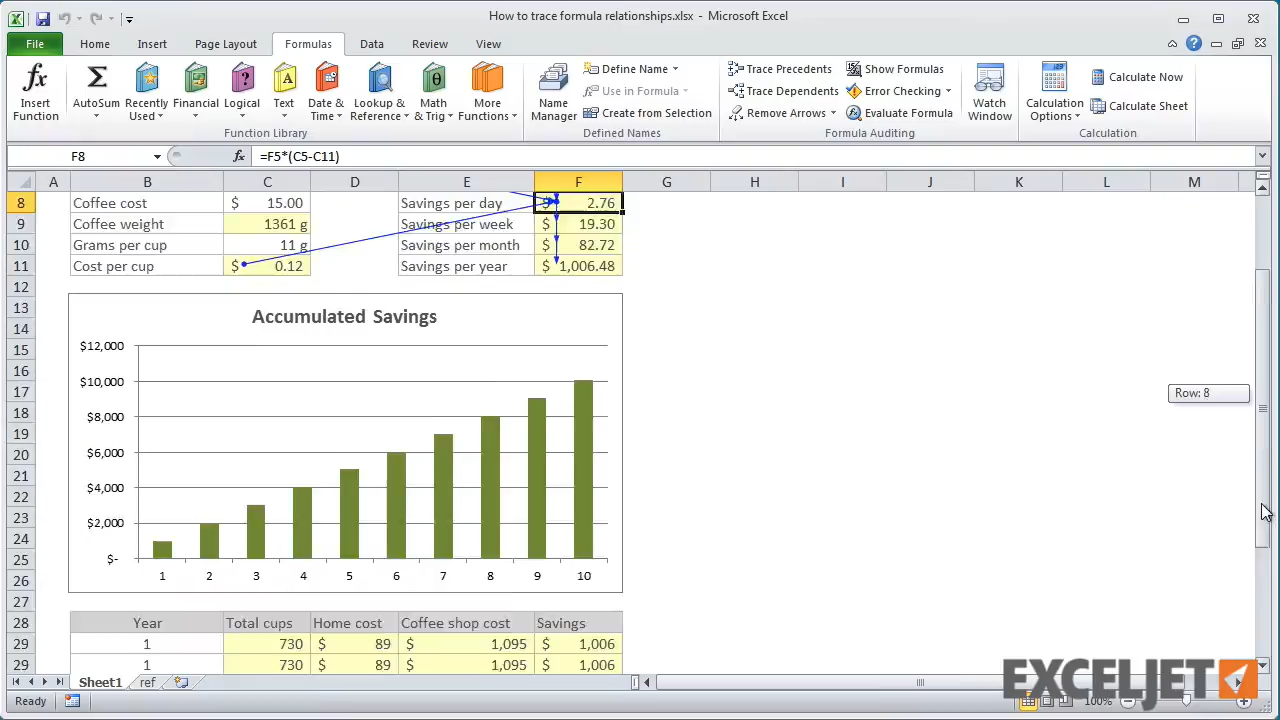 How to trace formula relationships.xlsx - Microsoft Excel
File Home Insert Page Layout Formulas Data Review View
fx Insert Function
Σ AutoSum
Recently Used
Financial
Logical
Text
Date & Time
Lookup & Reference
Math & Trig
More Functions
Function Library
Name Manager
Define Name
Use in Formula
Create from Selection
Defined Names
Trace Precedents
Trace Dependents
Remove Arrows
Show Formulas
Error Checking
Evaluate Formula
Watch Window
Formula Auditing
Calculation Options
Calculate Now
Calculate Sheet
Calculation
F8 fx =F5*(C5-C11)
A B C D E F G H I J K L M
8 Coffee cost $ 15.00 Savings per day $ 2.76
9 Coffee weight 1361 g Savings per week $ 19.30
10 Grams per cup 11 g Savings per month $ 82.72
11 Cost per cup $ 0.12 Savings per year $ 1,006.48
12
13
14
15
16
17
18
19
20
21
22
23
24
25
26
27
Accumulated Savings
$12,000
$10,000
$8,000
$6,000
$4,000
$2,000
$-
1 2 3 4 5 6 7 8 9 10
Row: 8
28 Year Total cups Home cost Coffee shop cost Savings
29 1 730 $ 89 $ 1,095 $ 1,006
29 1 730 $ 89 $ 1,095 $ 1,006
Sheet1 ref
Ready 100%
EXCELJET